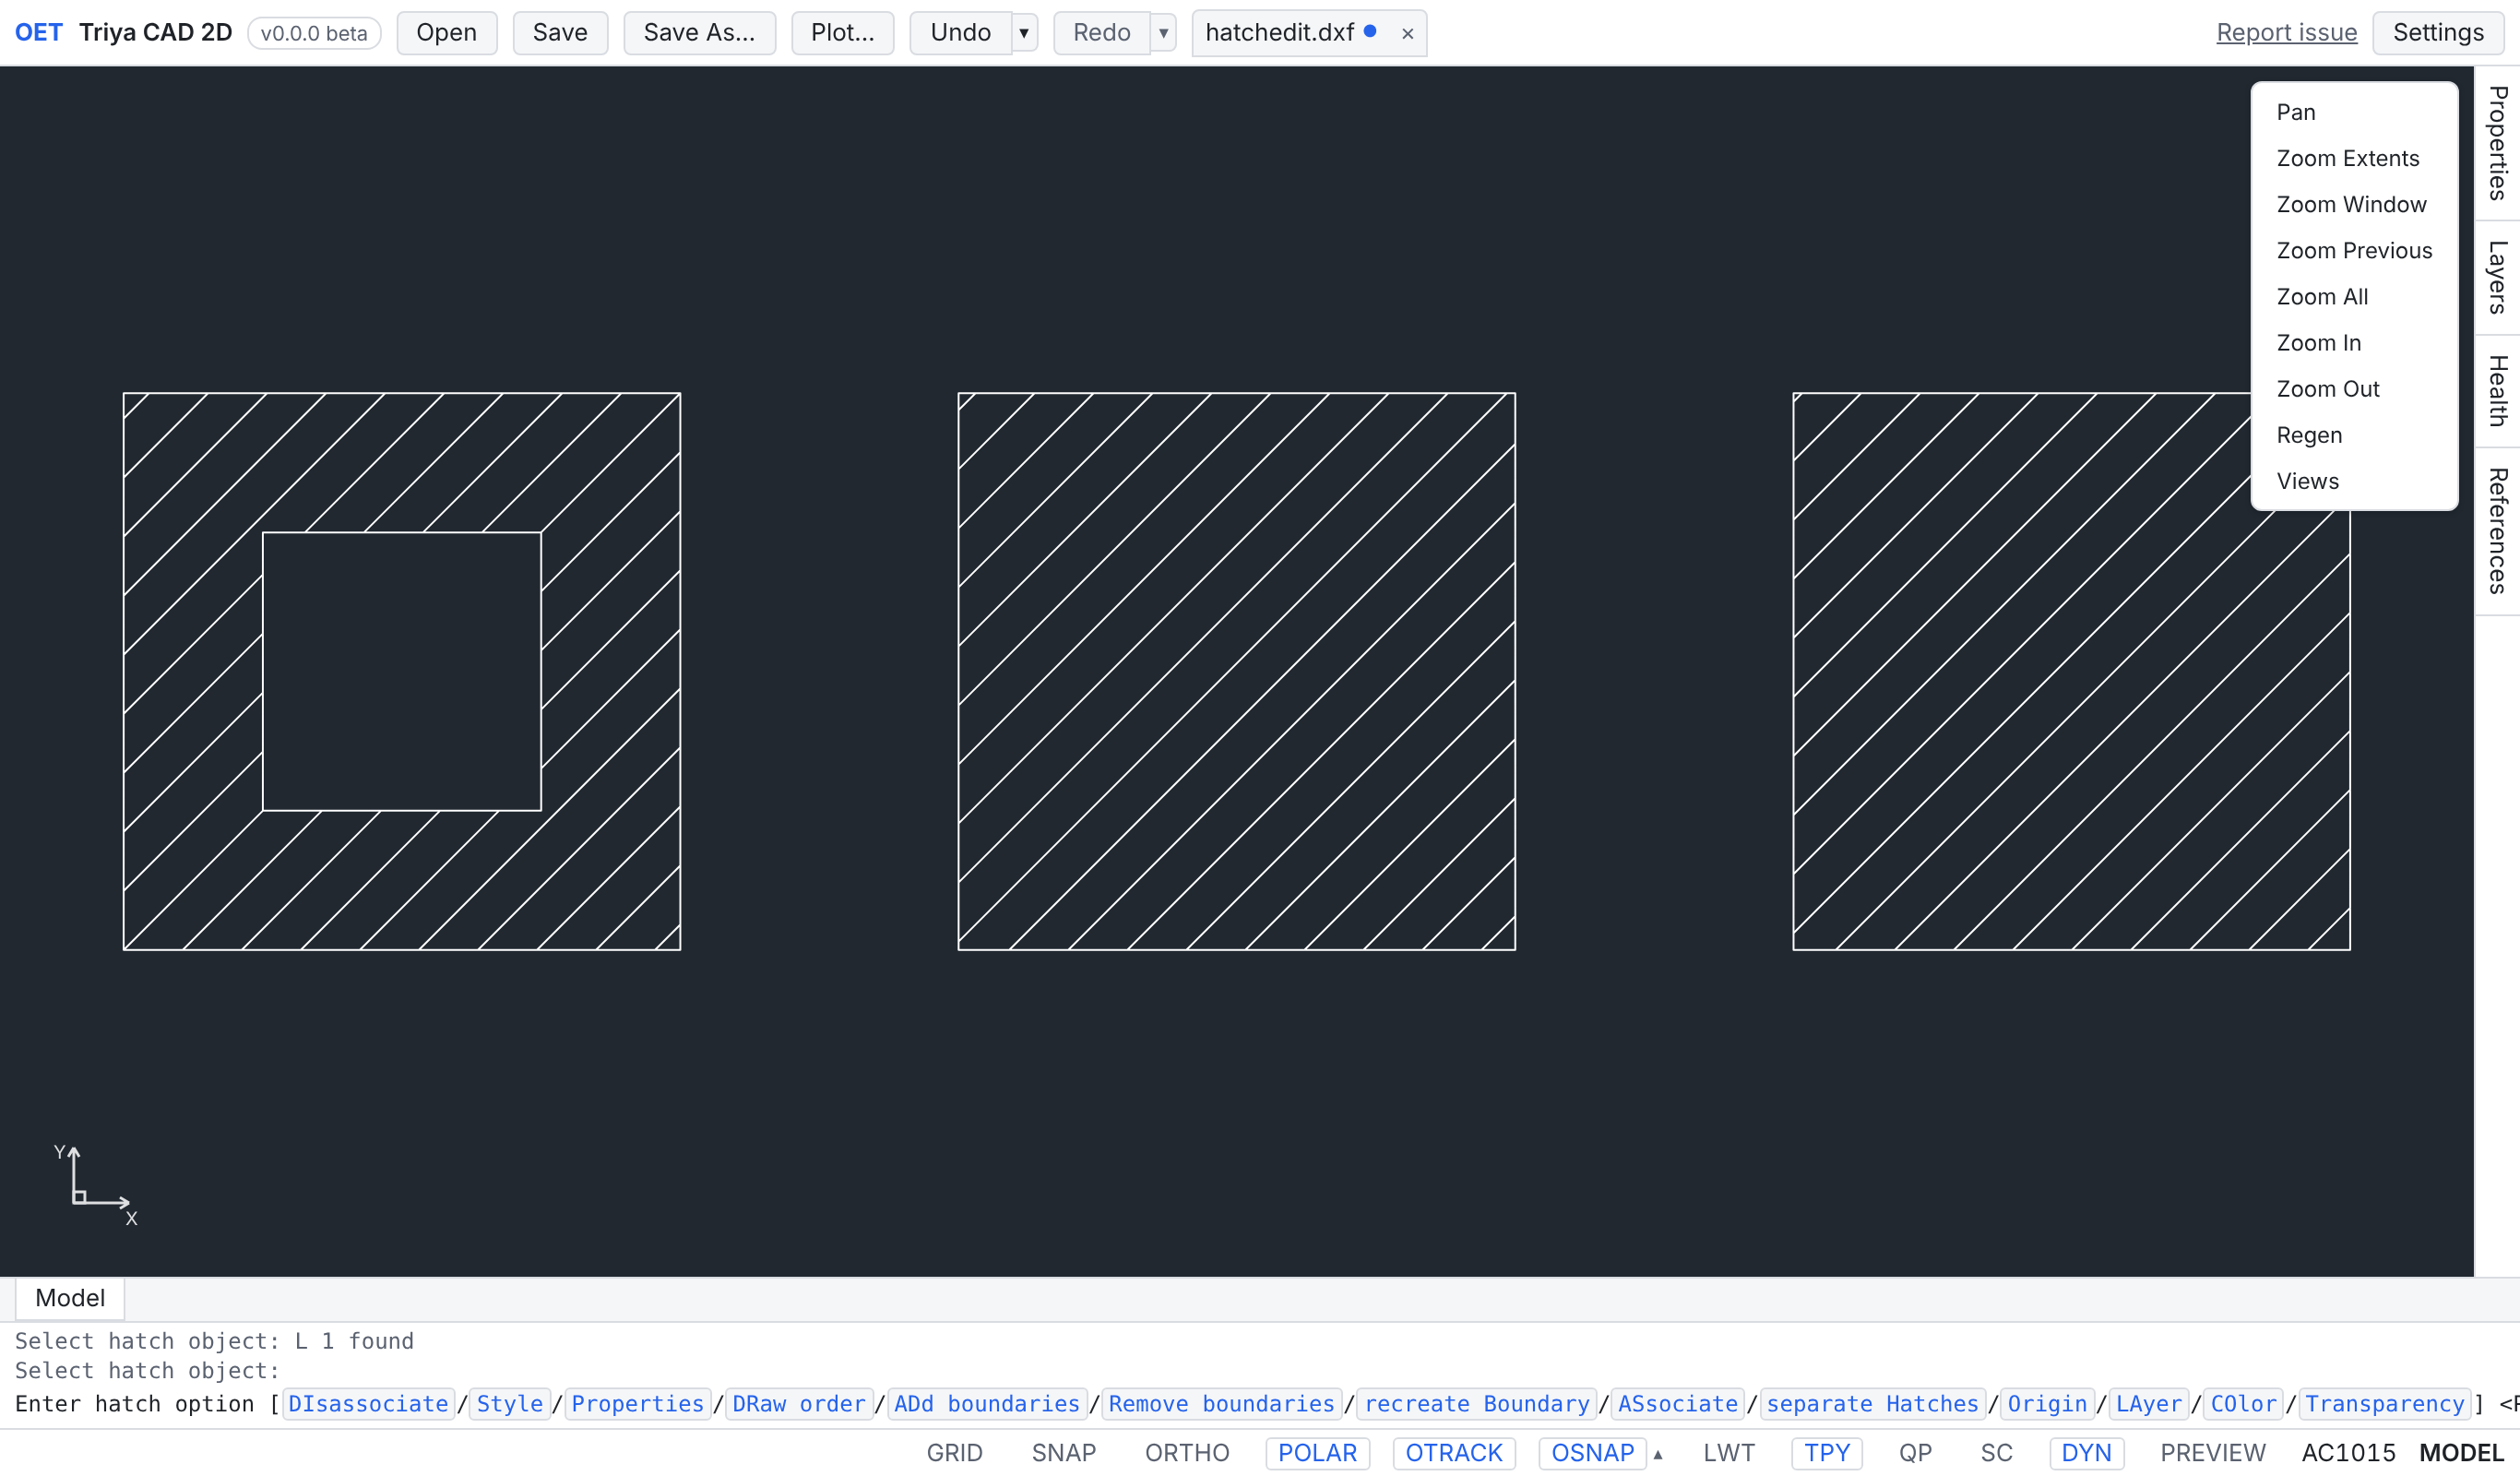 OET Triya CAD 2D v0.0.0 beta Open Save Save As... Plot... Undo ▾ Redo ▾ hatchedit.dxf × Report issue Settings
Pan
Zoom Extents
Zoom Window
Zoom Previous
Zoom All
Zoom In
Zoom Out
Regen
Views
Properties
Layers
Health
References
Y
X
Model
Select hatch object: L 1 found
Select hatch object:
Enter hatch option [DIsassociate/Style/Properties/DRaw order/ADd boundaries/Remove boundaries/recreate Boundary/ASsociate/separate Hatches/Origin/LAyer/COlor/Transparency] <
GRID SNAP ORTHO POLAR OTRACK OSNAP ▴ LWT TPY QP SC DYN PREVIEW AC1015 MODEL